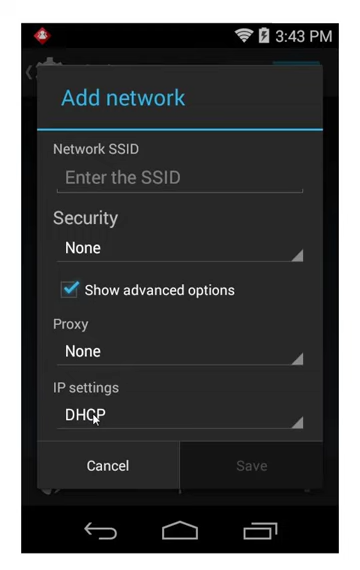 3:43 PM
Add network
Network SSID
Enter the SSID
Security
None
Show advanced options
Proxy
None
IP settings
DHCP
Cancel
Save